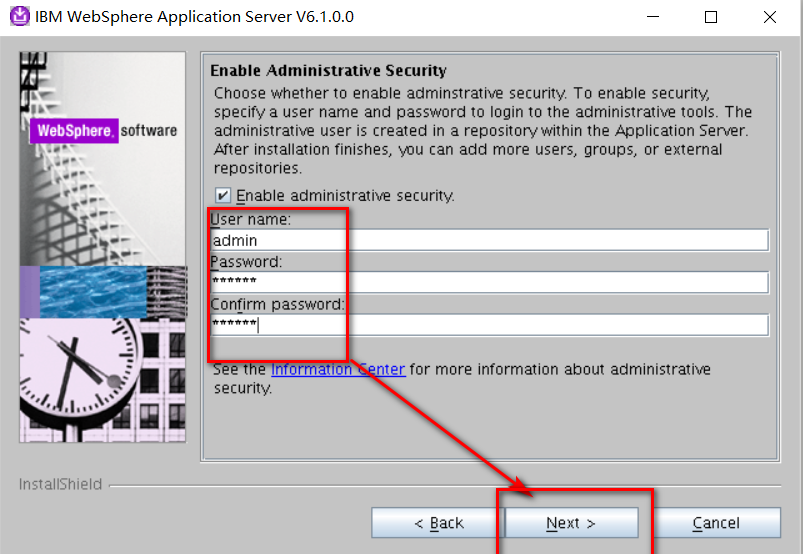 IBM WebSphere Application Server V6.1.0.0
WebSphere. software
Enable Administrative Security
Choose whether to enable adminstrative security. To enable security,
specify a user name and password to login to the administrative tools. The
administrative user is created in a repository within the Application Server.
After installation finishes, you can add more users, groups, or external
repositories.
Enable administrative security.
User name:
admin
Password:
******
Confirm password:
******
See the Information Center for more information about administrative
security.
InstallShield
< Back
Next >
Cancel